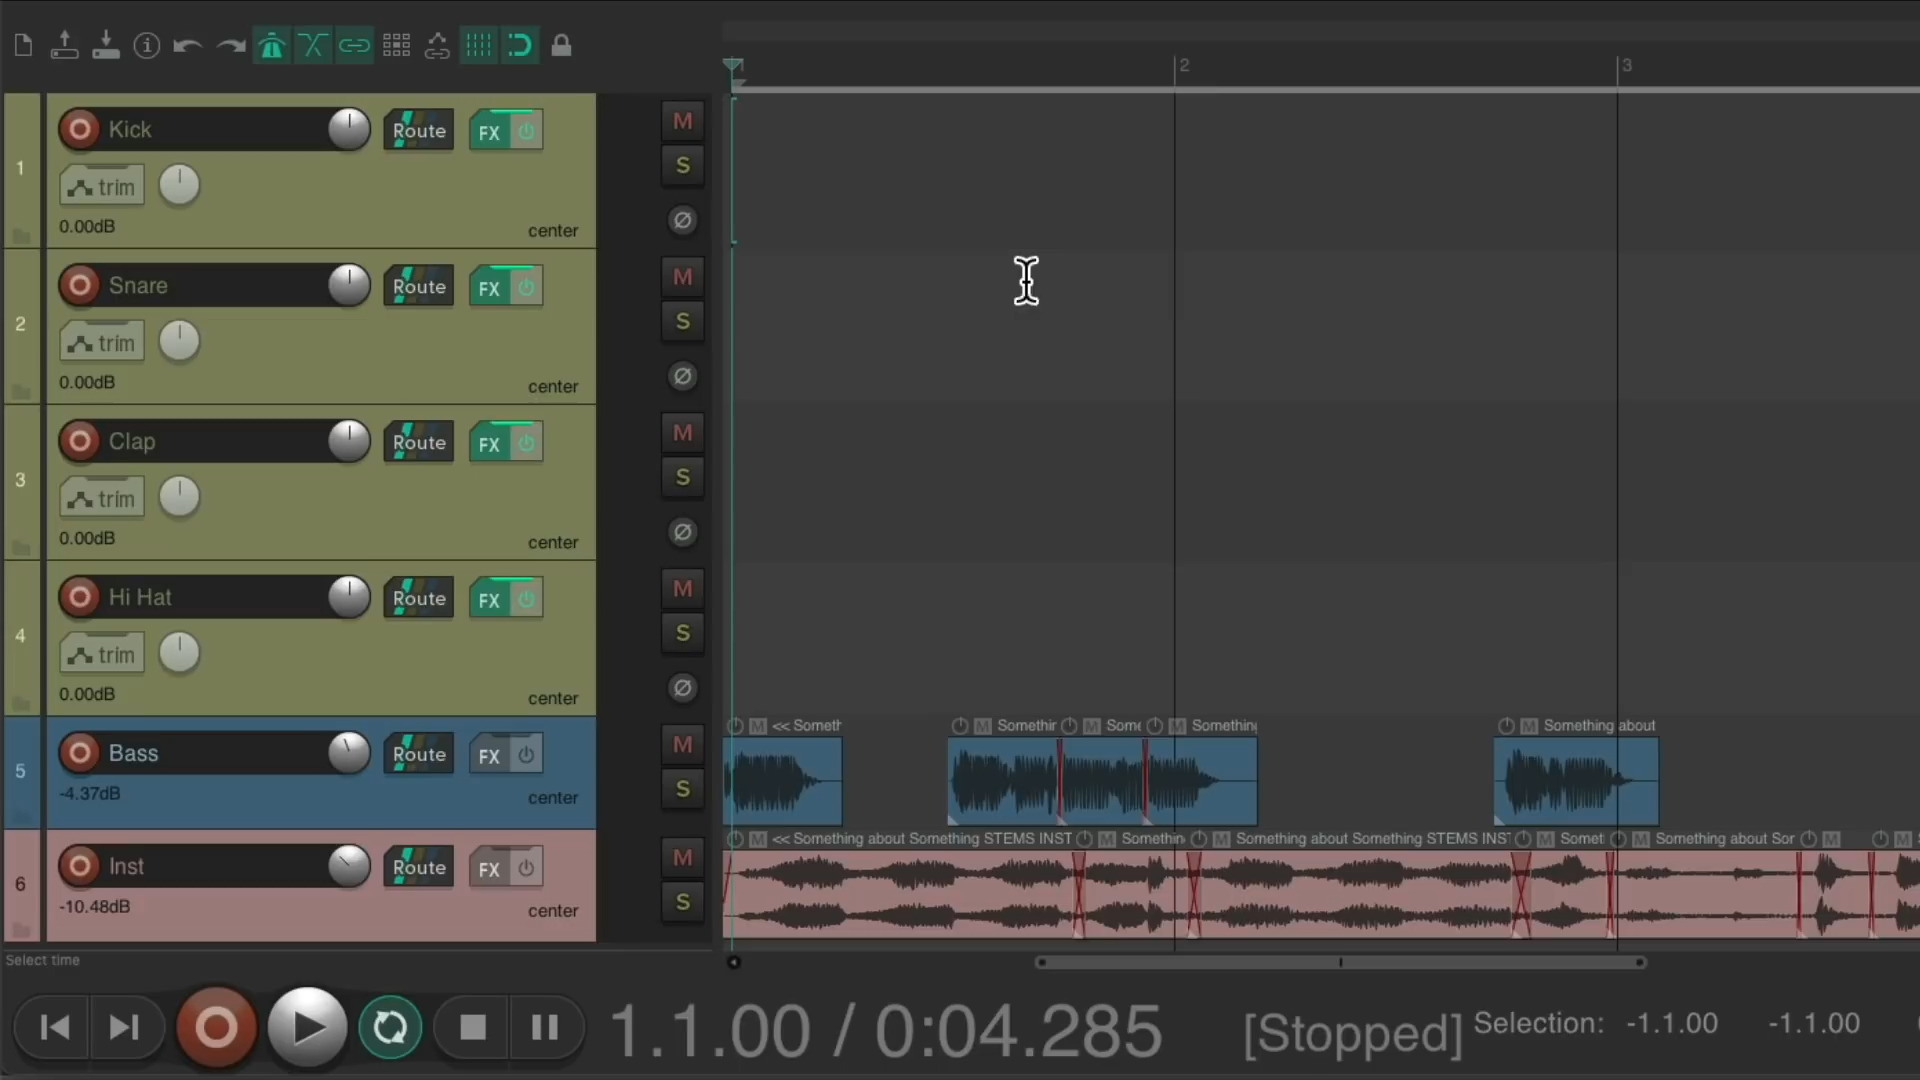 1 2 3
1 Kick Route FX M
S
trim
0.00dB center
2 Snare Route FX M
S
trim
0.00dB center
3 Clap Route FX M
S
trim
0.00dB center
4 Hi Hat Route FX M
S
trim
0.00dB center
M << Someth M Somethir M Som M Something M Something about
5 Bass Route FX M
-4.37dB center S
M << Something about Something STEMS INST M Somethin M Something about Something STEMS INS M Somet M Something about Sor M M
6 Inst Route FX M
-10.48dB center S
Select time
1.1.00 / 0:04.285 [Stopped] Selection: -1.1.00 -1.1.00